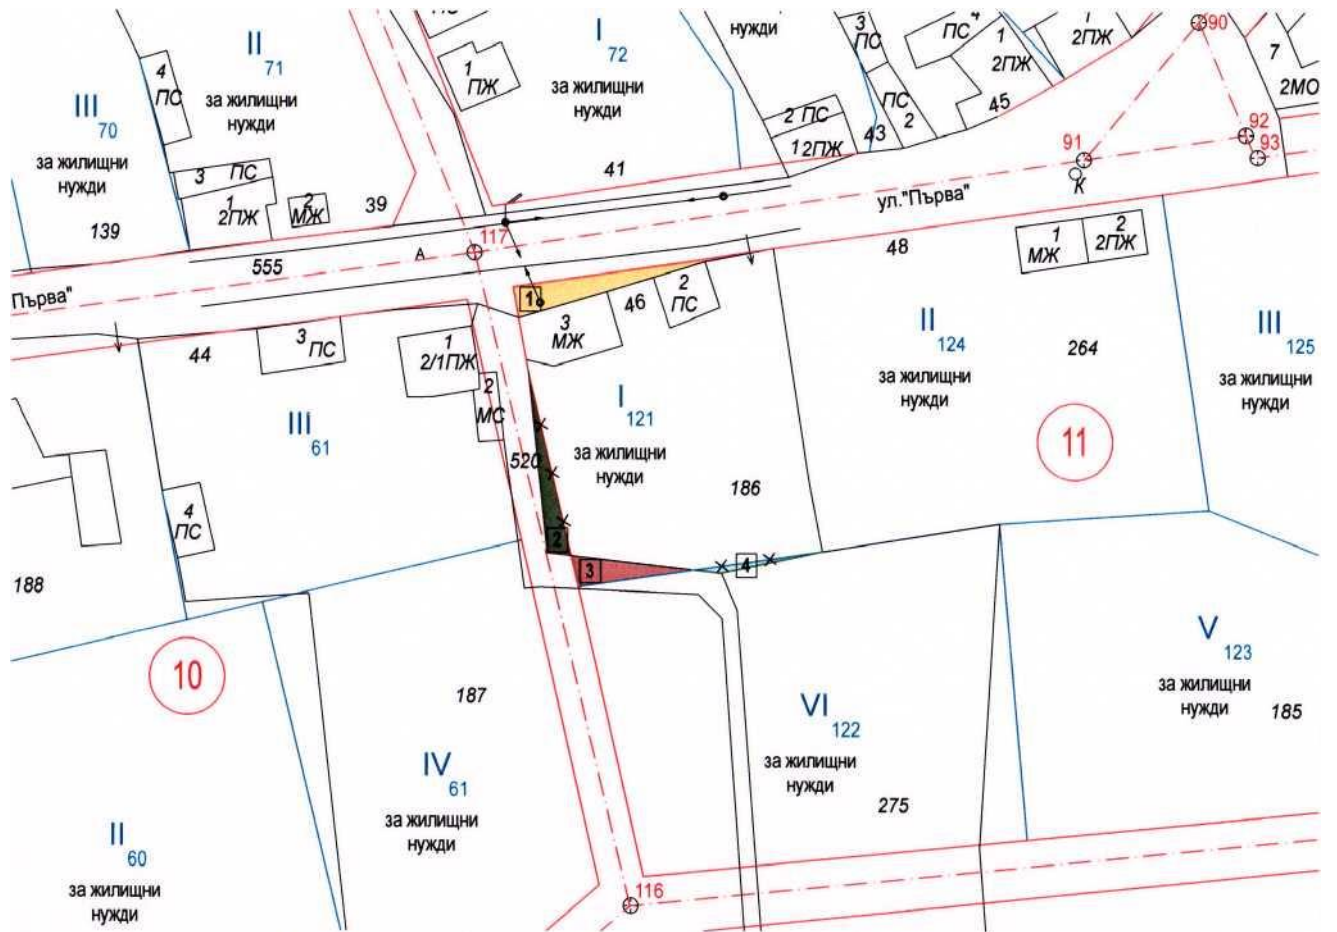 II
71
за жилищни
нужди
4
ПС
III
70
за жилищни
нужди
139
3 ПС
1
2ПЖ
2
МЖ
39
1
ПЖ
I
72
за жилищни
нужди
41
нужди
3
ПС
2 ПС
1 2ПЖ
43
ПС
2
4
ПС
1
2ПЖ
1
2ПЖ
45
90
7
2МО
91
92
93
К
ул."Първа"
117
А
555
Първа"
1
46
2
ПС
3
МЖ
48
1
МЖ
2
2ПЖ
II
124
за жилищни
нужди
264
III
125
за жилищни
нужди
44
3 ПС
1
2/1ПЖ
2
МС
III
61
520
I
121
за жилищни
нужди
186
11
4
ПС
188
2
3
4
10
187
IV
61
за жилищни
нужди
VI
122
за жилищни
нужди
275
V
123
за жилищни
нужди
185
II
60
за жилищни
нужди
116